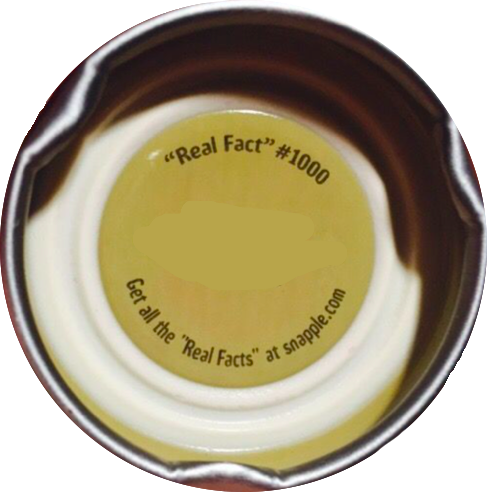 “Real Fact” #1000
Get all the "Real Facts" at snapple.com